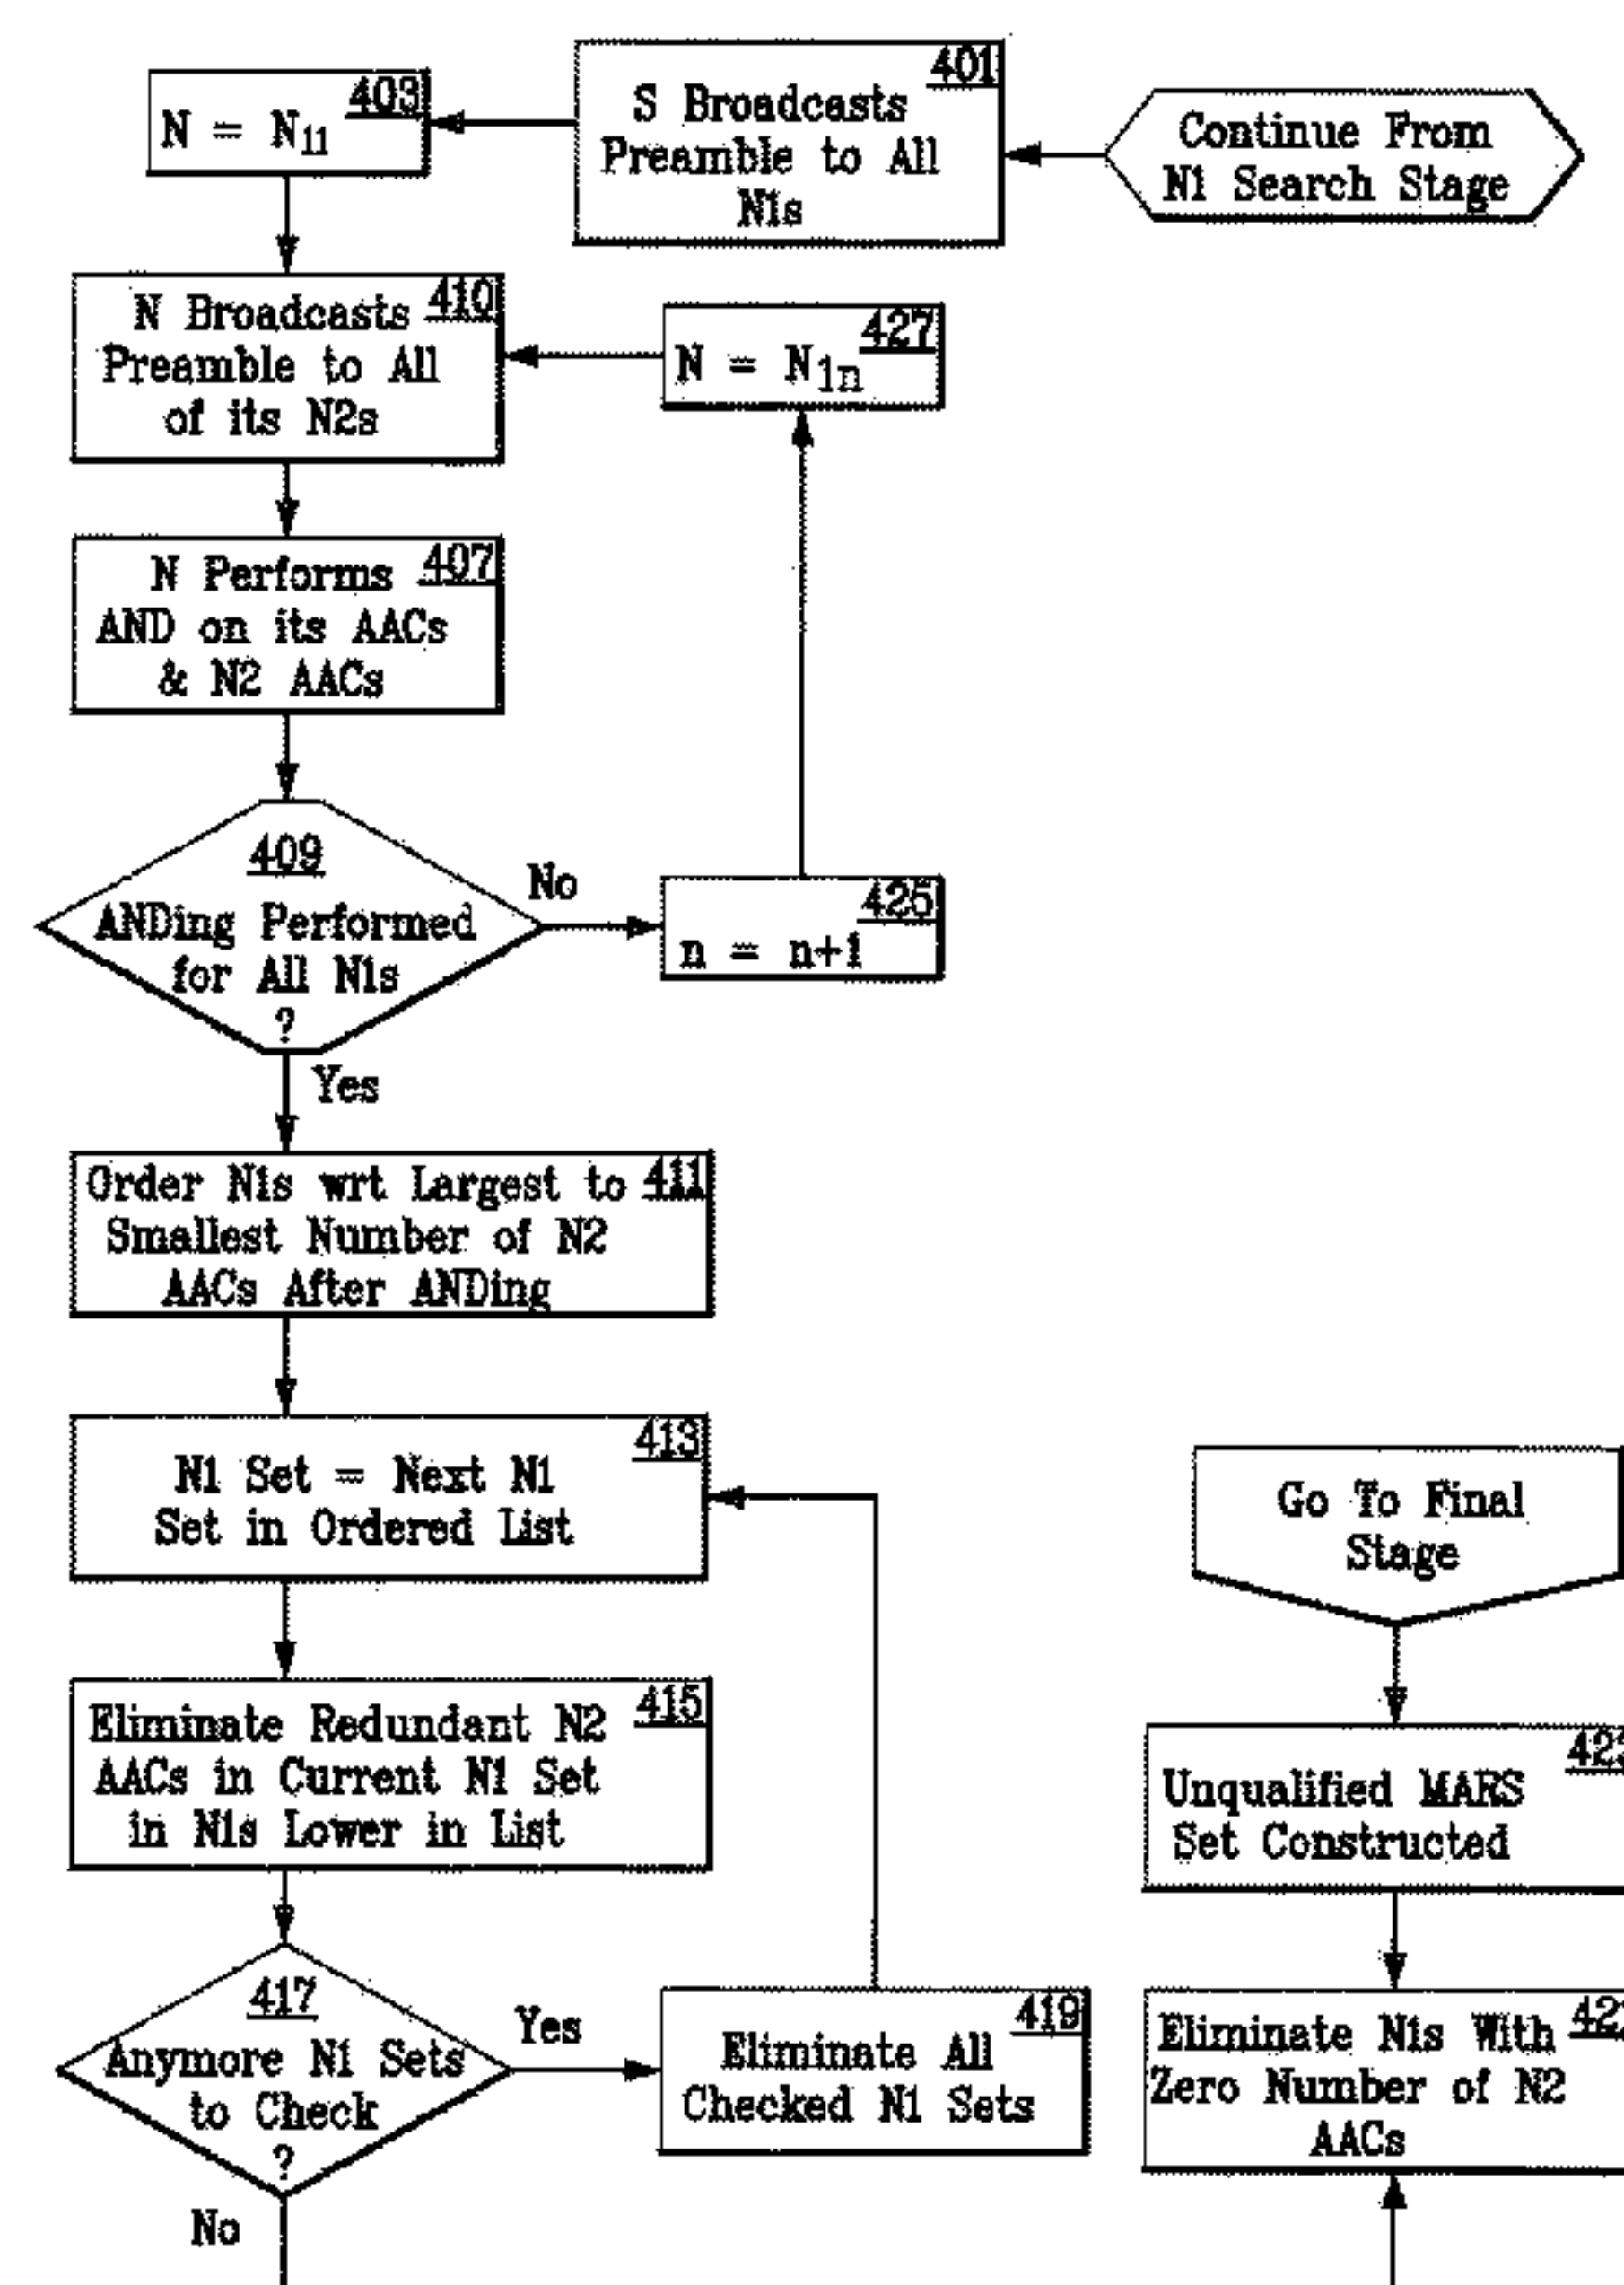 Continue From
N1 Search Stage
401
S Broadcasts
Preamble to All
N1s
403
N = N11
410
N Broadcasts
Preamble to All
of its N2s
427
N = N1n
407
N Performs
AND on its AACs
& N2 AACs
409
ANDing Performed
for All N1s
?
No
425
n = n+1
Yes
411
Order N1s wrt Largest to
Smallest Number of N2
AACs After ANDing
413
N1 Set = Next N1
Set in Ordered List
415
Eliminate Redundant N2
AACs in Current N1 Set
in N1s Lower in List
417
Anymore N1 Sets
to Check
?
Yes
419
Eliminate All
Checked N1 Sets
No
Go To Final
Stage
Unqualified MARS
Set Constructed
Eliminate N1s With
Zero Number of N2
AACs